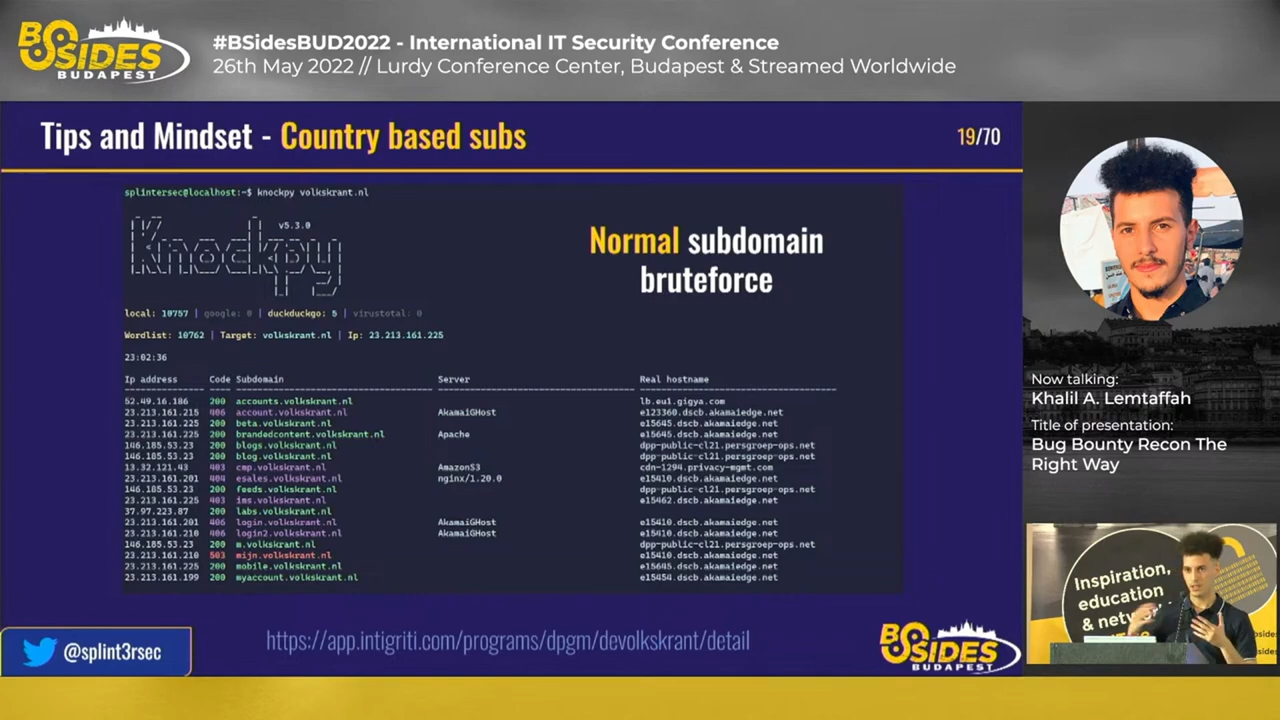 BSIDES
BUDAPEST
#BSidesBUD2022 - International IT Security Conference
26th May 2022 // Lurdy Conference Center, Budapest & Streamed Worldwide
Tips and Mindset - Country based subs
19/70
splintersec@localhost:~$ knockpy volkskrant.nl
Knockpy
v5.3.0
Normal subdomain
bruteforce
local: 10757 | google: 0 | duckduckgo: 5 | virustotal: 0
Wordlist: 10762 | Target: volkskrant.nl | Ip: 23.213.161.225
23:02:36
Ip address Code Subdomain Server Real hostname
52.49.16.186 200 accounts.volkskrant.nl lb.eu1.gigya.com
23.213.161.215 406 account.volkskrant.nl AkamaiGHost e123360.dscb.akamaiedge.net
23.213.161.225 200 beta.volkskrant.nl e15645.dscb.akamaiedge.net
23.213.161.225 200 brandedcontent.volkskrant.nl Apache e15645.dscb.akamaiedge.net
146.185.53.23 200 blogs.volkskrant.nl dpp-public-cl21.persgroep-ops.net
146.185.53.23 200 blog.volkskrant.nl dpp-public-cl21.persgroep-ops.net
13.32.121.43 403 cmp.volkskrant.nl AmazonS3 cdn-1294.privacy-mgmt.com
23.213.161.201 404 esales.volkskrant.nl nginx/1.20.0 e15410.dscb.akamaiedge.net
146.185.53.23 200 feeds.volkskrant.nl dpp-public-cl21.persgroep-ops.net
23.213.161.225 403 ims.volkskrant.nl e15462.dscb.akamaiedge.net
37.97.223.87 200 labs.volkskrant.nl
23.213.161.201 406 login.volkskrant.nl AkamaiGHost e15410.dscb.akamaiedge.net
23.213.161.210 406 login2.volkskrant.nl AkamaiGHost e15410.dscb.akamaiedge.net
146.185.53.23 200 m.volkskrant.nl dpp-public-cl21.persgroep-ops.net
23.213.161.210 503 mijn.volkskrant.nl e15410.dscb.akamaiedge.net
23.213.161.225 200 mobile.volkskrant.nl e15645.dscb.akamaiedge.net
23.213.161.199 200 myaccount.volkskrant.nl e15454.dscb.akamaiedge.net
@splint3rsec
https://app.intigriti.com/programs/dpgm/devolkskrant/detail
BSIDES
BUDAPEST
Now talking:
Khalil A. Lemtaffah
Title of presentation:
Bug Bounty Recon The
Right Way
Inspiration,
education